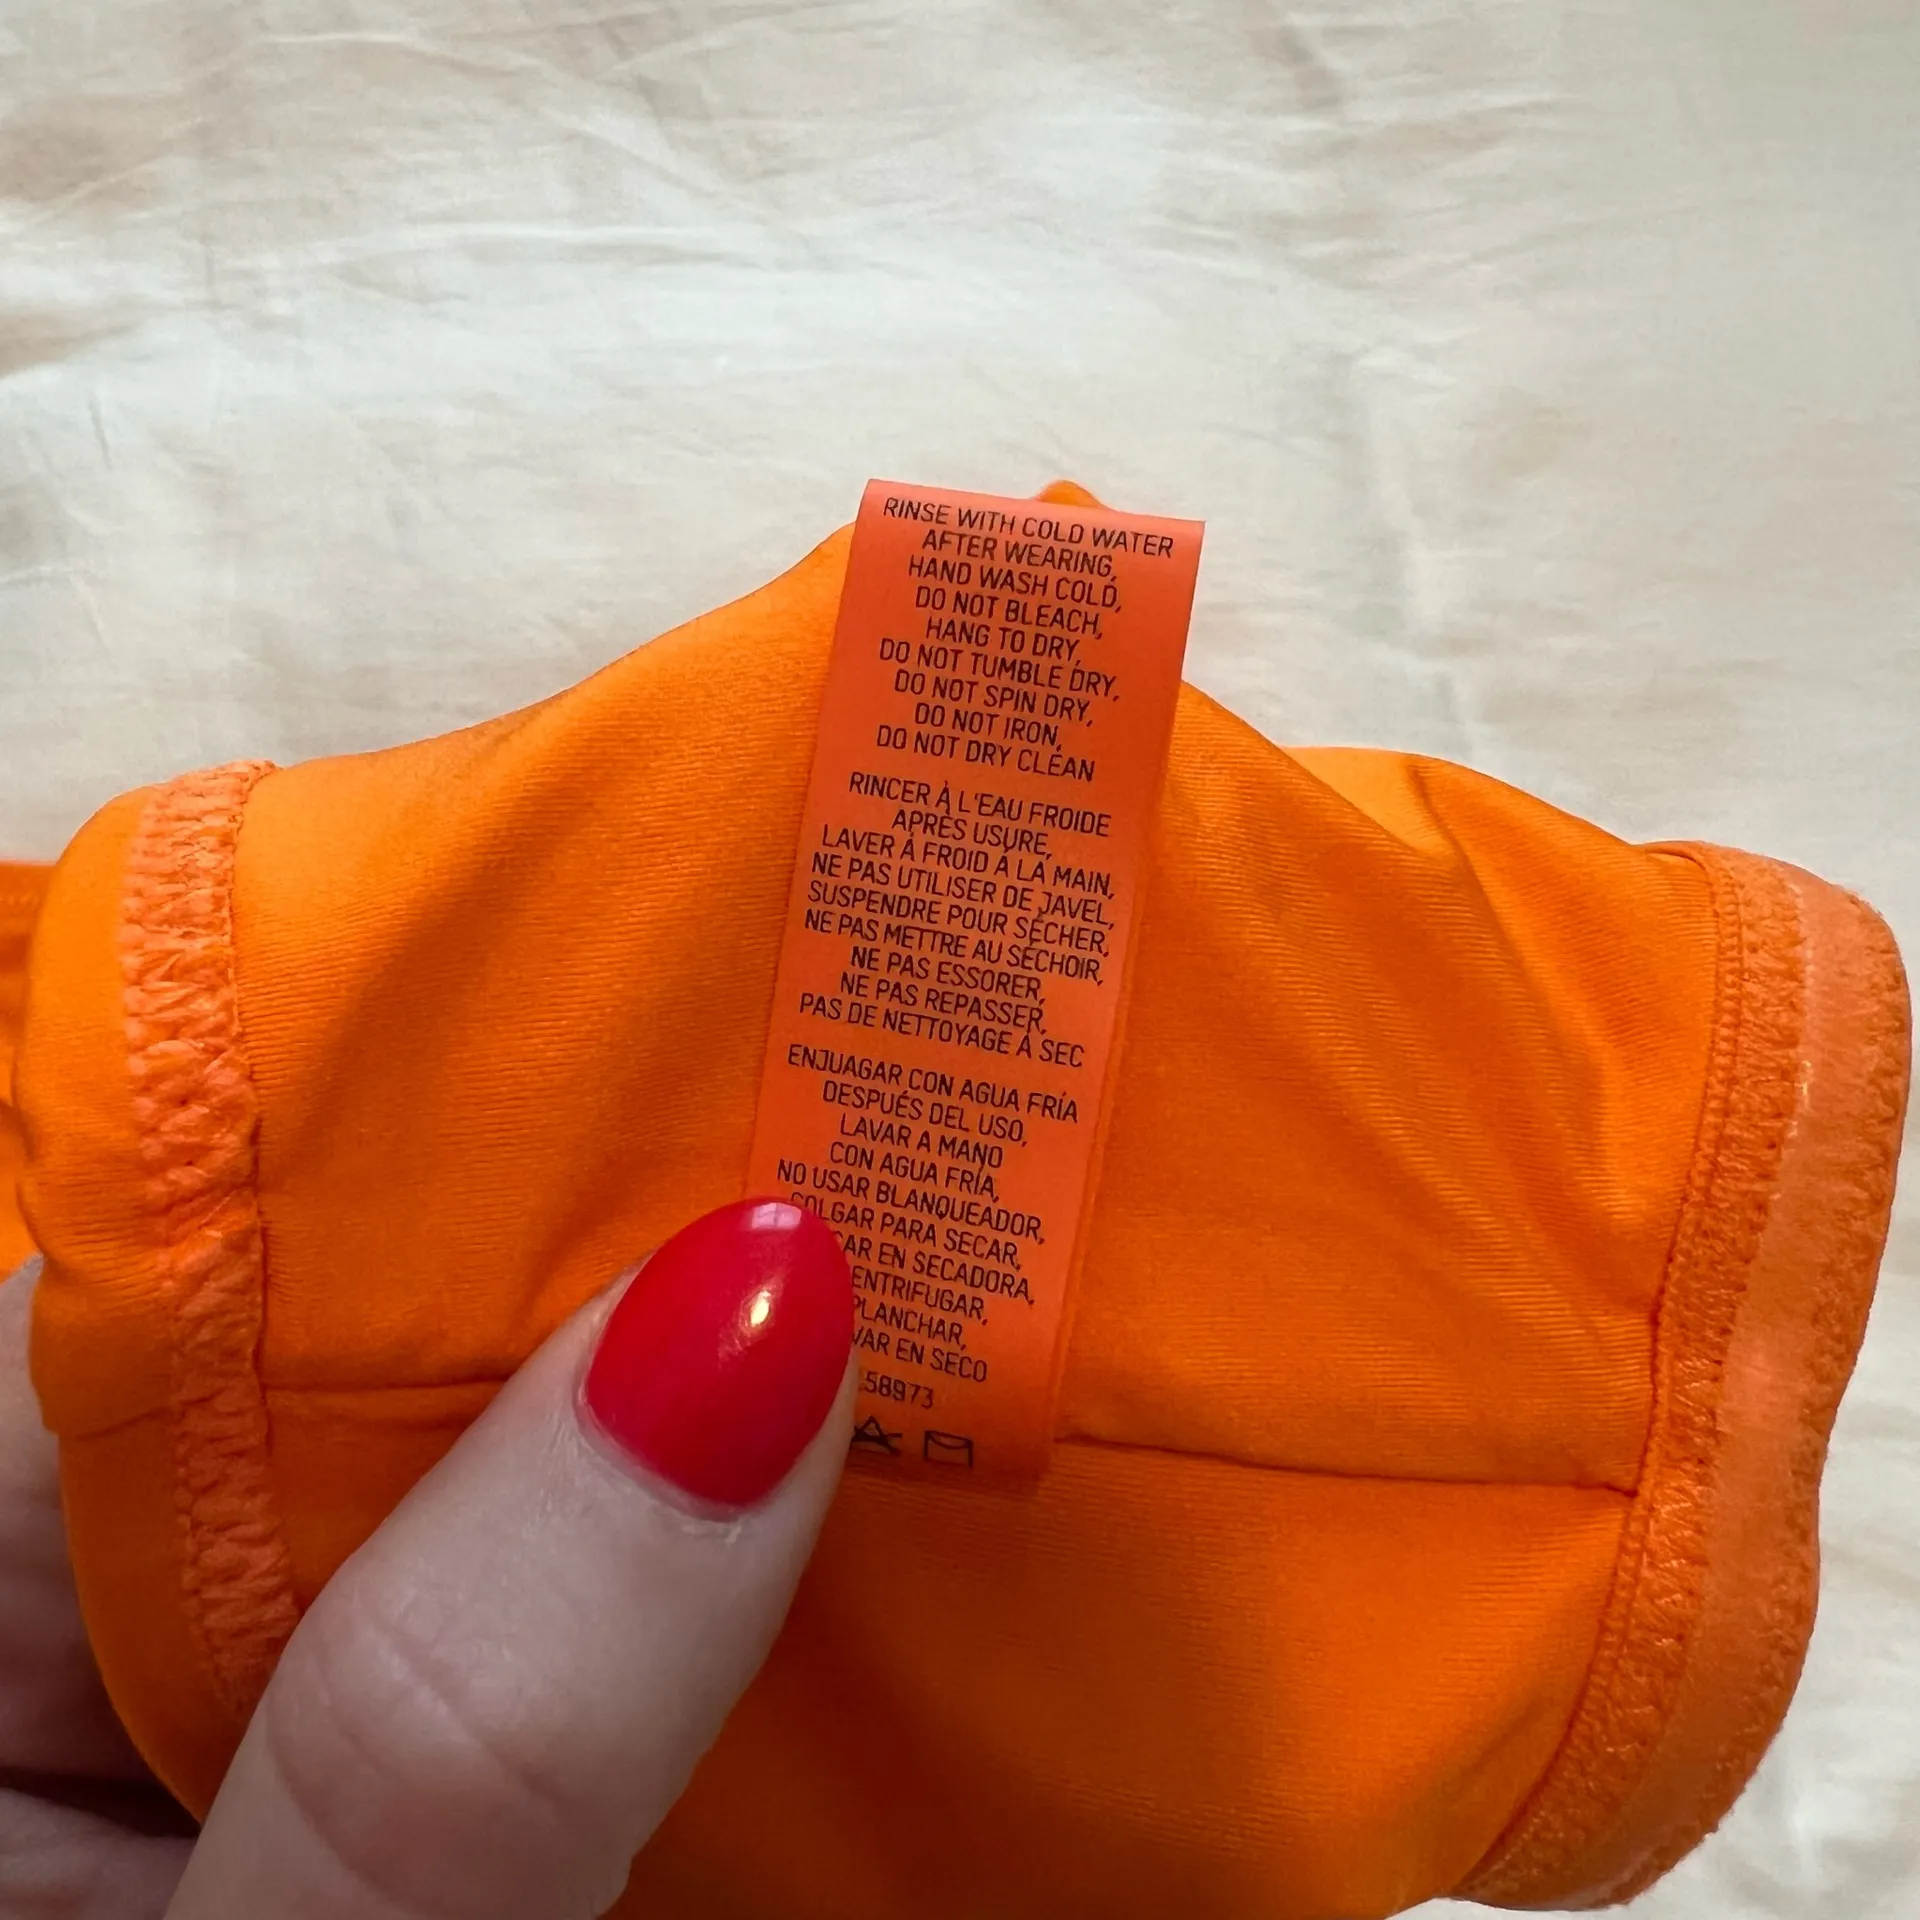 RINSE WITH COLD WATER
AFTER WEARING,
HAND WASH COLD,
DO NOT BLEACH,
HANG TO DRY,
DO NOT TUMBLE DRY,
DO NOT SPIN DRY,
DO NOT IRON,
DO NOT DRY CLEAN
RINCER À L'EAU FROIDE
APRÈS USURE,
LAVER À FROID À LA MAIN,
NE PAS UTILISER DE JAVEL,
SUSPENDRE POUR SÉCHER,
NE PAS METTRE AU SÉCHOIR,
NE PAS ESSORER,
NE PAS REPASSER,
PAS DE NETTOYAGE À SEC
ENJUAGAR CON AGUA FRÍA
DESPUÉS DEL USO,
LAVAR A MANO
CON AGUA FRÍA,
NO USAR BLANQUEADOR,
COLGAR PARA SECAR,
EN SECADORA,
PLANCHAR,
EN SECO
58973